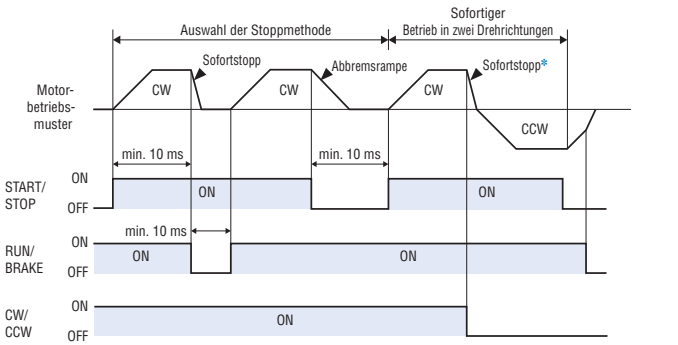 Sofortiger
Auswahl der Stoppmethode
Betrieb in zwei Drehrichtungen
Sofortstopp
Abbremsrampe
Sofortstopp*
Motor-
betriebs-
muster
CW
CW
CW
CCW
min. 10 ms
min. 10 ms
START/
STOP
ON
OFF
ON
ON
min. 10 ms
RUN/
BRAKE
ON
OFF
ON
ON
CW/
CCW
ON
OFF
ON